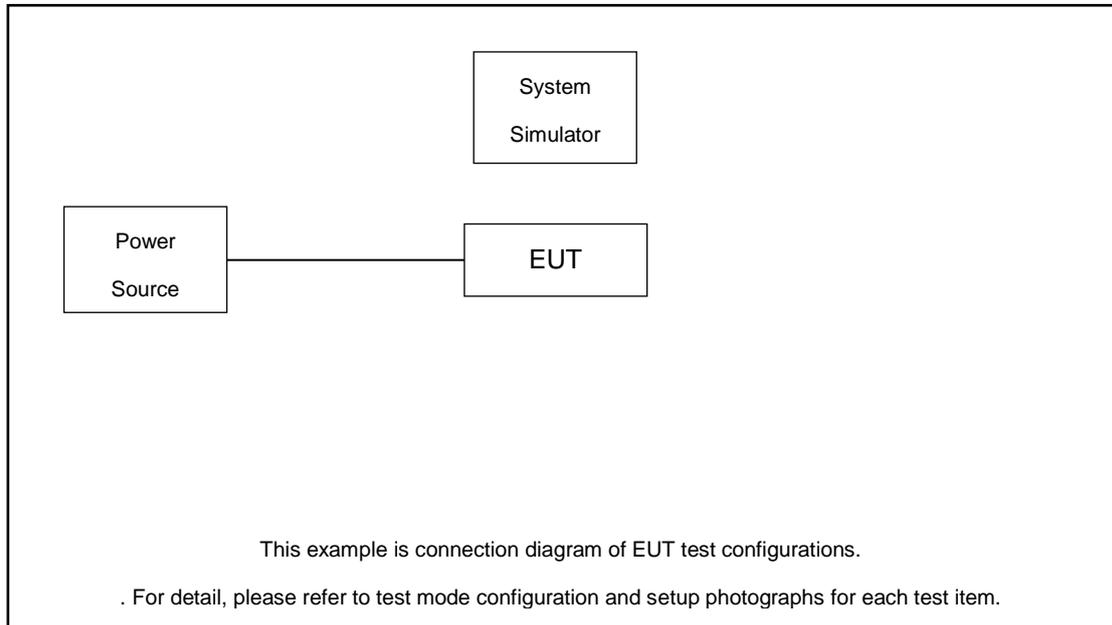 System
Simulator
Power
Source
EUT
This example is connection diagram of EUT test configurations.
. For detail, please refer to test mode configuration and setup photographs for each test item.